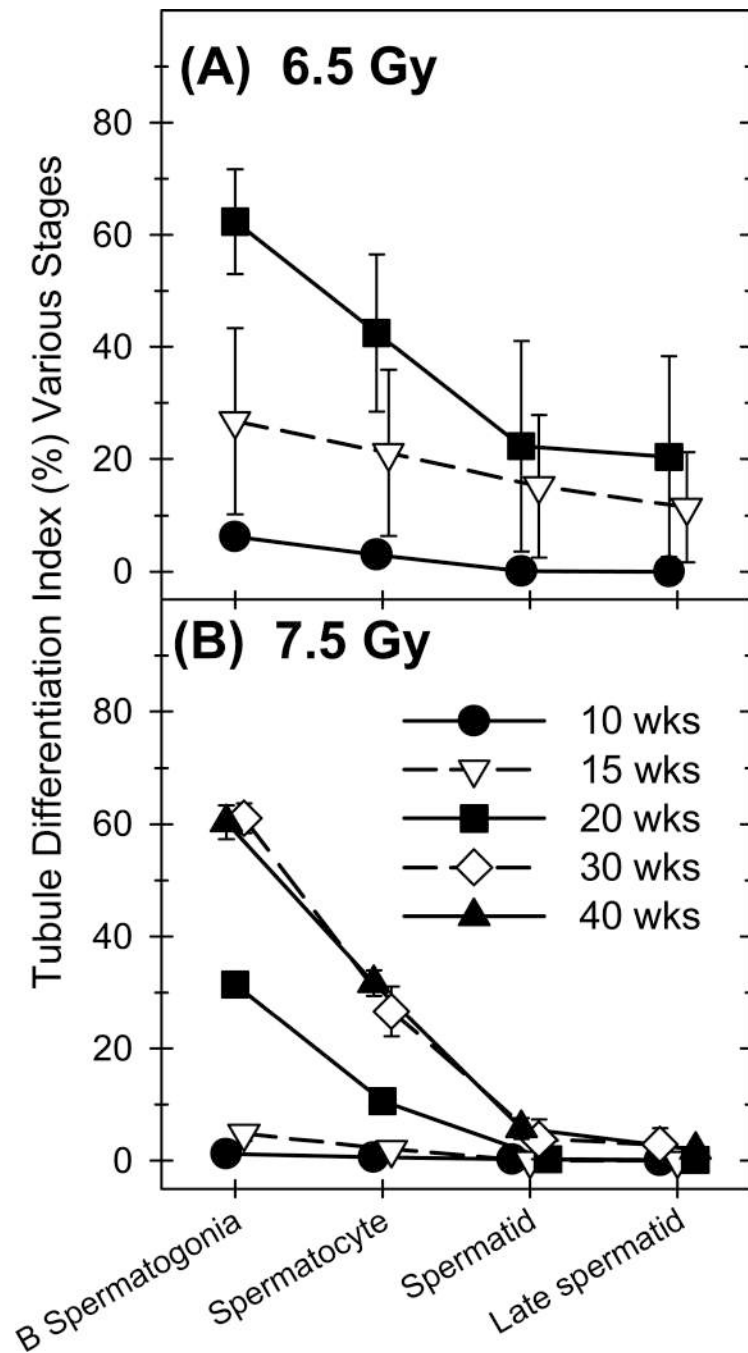 (A) 6.5 Gy
80
60
40
20
0
Tubule Differentiation Index (%) Various Stages
(B) 7.5 Gy
80
60
40
20
0
10 wks
15 wks
20 wks
30 wks
40 wks
B Spermatogonia
Spermatocyte
Spermatid
Late spermatid